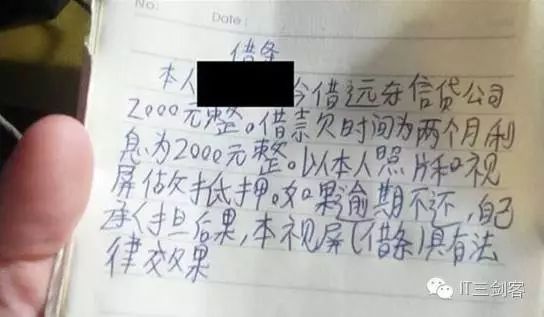 No:
Date:
借条
本人 今借远 信贷公司
2000元整。借款时间为两个月利
息为2000元整。以本人照片和视
屏做抵押。如果逾期不还,自己
承担后果,本视屏(借条)具有法
律效果
IT三剑客